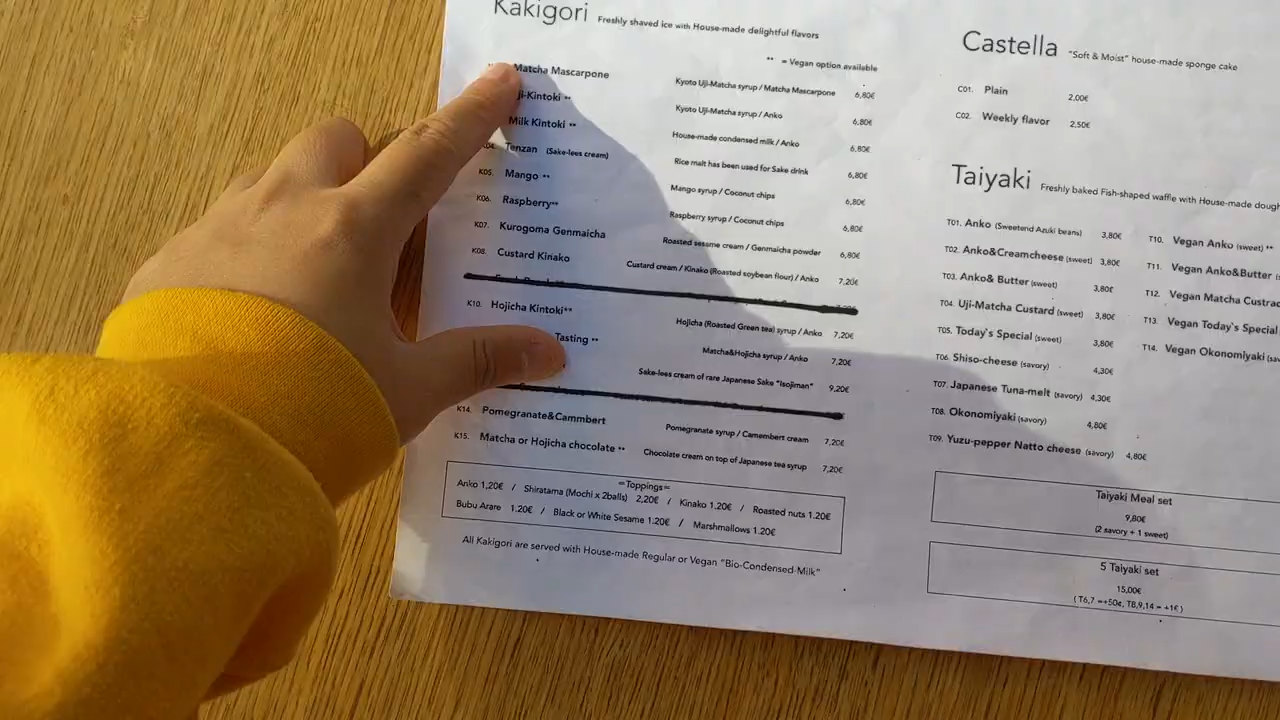 Kakigori Freshly shaved ice with House-made delightful flavors
** = Vegan option available
Matcha Mascarpone Kyoto Uji-Matcha syrup / Matcha Mascarpone 6,80€
ji-Kintoki ** Kyoto Uji-Matcha syrup / Anko 6,80€
Milk Kintoki ** House-made condensed milk / Anko 6,80€
Tenzan (Sake-lees cream) Rice malt has been used for Sake drink 6,80€
K05. Mango ** Mango syrup / Coconut chips 6,80€
K06. Raspberry** Raspberry syrup / Coconut chips 6,80€
K07. Kurogoma Genmaicha Roasted sesame cream / Genmaicha powder 6,80€
K08. Custard Kinako Custard cream / Kinako (Roasted soybean flour) / Anko 7,20€
K10. Hojicha Kintoki** Hojicha (Roasted Green tea) syrup / Anko 7,20€
Tasting ** Matcha&Hojicha syrup / Anko 7,20€
Sake-lees cream of rare Japanese Sake "Isojiman" 9,20€
K14. Pomegranate&Cammbert Pomegranate syrup / Camembert cream 7,20€
K15. Matcha or Hojicha chocolate ** Chocolate cream on top of Japanese tea syrup 7,20€
=Toppings=
Anko 1,20€ / Shiratama (Mochi x 2balls) 2,20€ / Kinako 1.20€ / Roasted nuts 1.20€
Bubu Arare 1.20€ / Black or White Sesame 1.20€ / Marshmallows 1.20€
All Kakigori are served with House-made Regular or Vegan "Bio-Condensed-Milk"
Castella "Soft & Moist" house-made sponge cake
C01. Plain 2,00€
C02. Weekly flavor 2,50€
Taiyaki Freshly baked Fish-shaped waffle with House-made dough
T01. Anko (Sweetend Azuki beans) 3,80€
T02. Anko&Creamcheese (sweet) 3,80€
T03. Anko& Butter (sweet) 3,80€
T04. Uji-Matcha Custard (sweet) 3,80€
T05. Today`s Special (sweet) 3,80€
T06. Shiso-cheese (savory) 4,30€
T07. Japanese Tuna-melt (savory) 4,30€
T08. Okonomiyaki (savory) 4,80€
T09. Yuzu-pepper Natto cheese (savory) 4,80€
T10. Vegan Anko (sweet) **
T11. Vegan Anko&Butter (s
T12. Vegan Matcha Custra
T13. Vegan Today`s Special
T14. Vegan Okonomiyaki (sav
Taiyaki Meal set
9,80€
(2 savory + 1 sweet)
5 Taiyaki set
15,00€
( T6,7 =+50¢, T8,9,14 = +1€ )